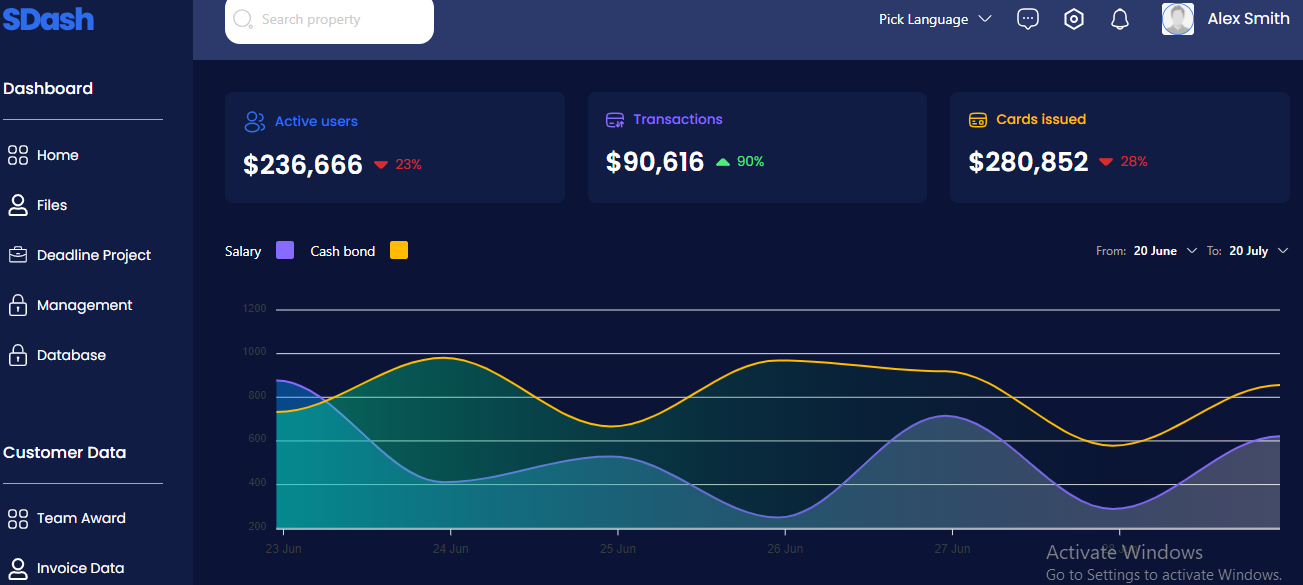 SDash
Search property
Pick Language
Alex Smith
Dashboard
Home
Files
Deadline Project
Management
Database
Customer Data
Team Award
Invoice Data
Active users
$236,666 23%
Transactions
$90,616 90%
Cards issued
$280,852 28%
Salary Cash bond
From: 20 June To: 20 July
1200
1000
800
600
400
200
23 Jun 24 Jun 25 Jun 26 Jun 27 Jun 28 Jun
Activate Windows
Go to Settings to activate Windows.